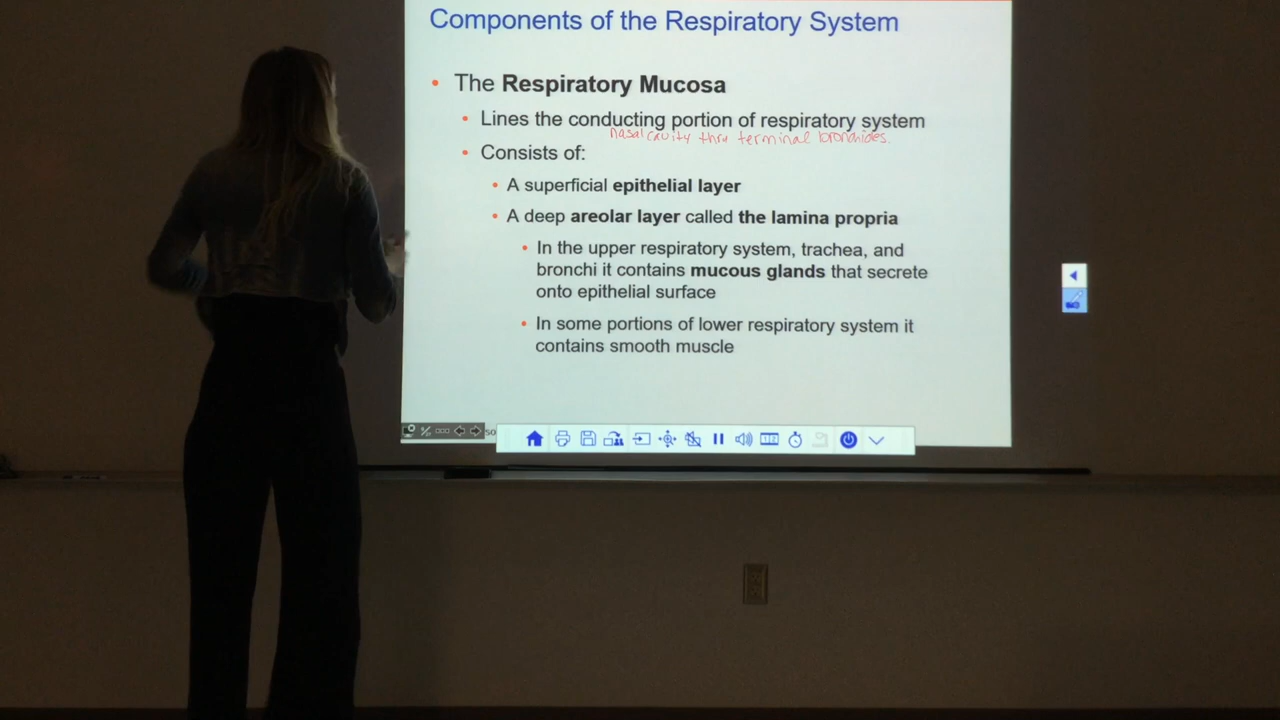 Components of the Respiratory System
• The Respiratory Mucosa
• Lines the conducting portion of respiratory system
nasal cavity thru terminal bronchioles.
• Consists of:
• A superficial epithelial layer
• A deep areolar layer called the lamina propria
• In the upper respiratory system, trachea, and
bronchi it contains mucous glands that secrete
onto epithelial surface
• In some portions of lower respiratory system it
contains smooth muscle
50